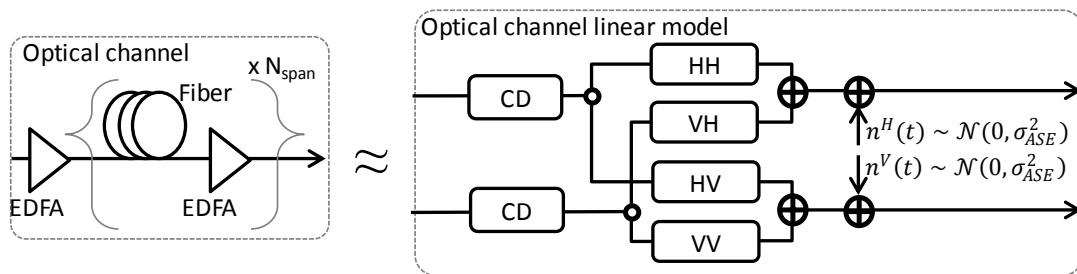 Optical channel
x N_span
Fiber
EDFA
EDFA
≈
Optical channel linear model
CD
HH
VH
HV
CD
VV
n^H(t) ~ 𝒩(0, σ²_ASE)
n^V(t) ~ 𝒩(0, σ²_ASE)